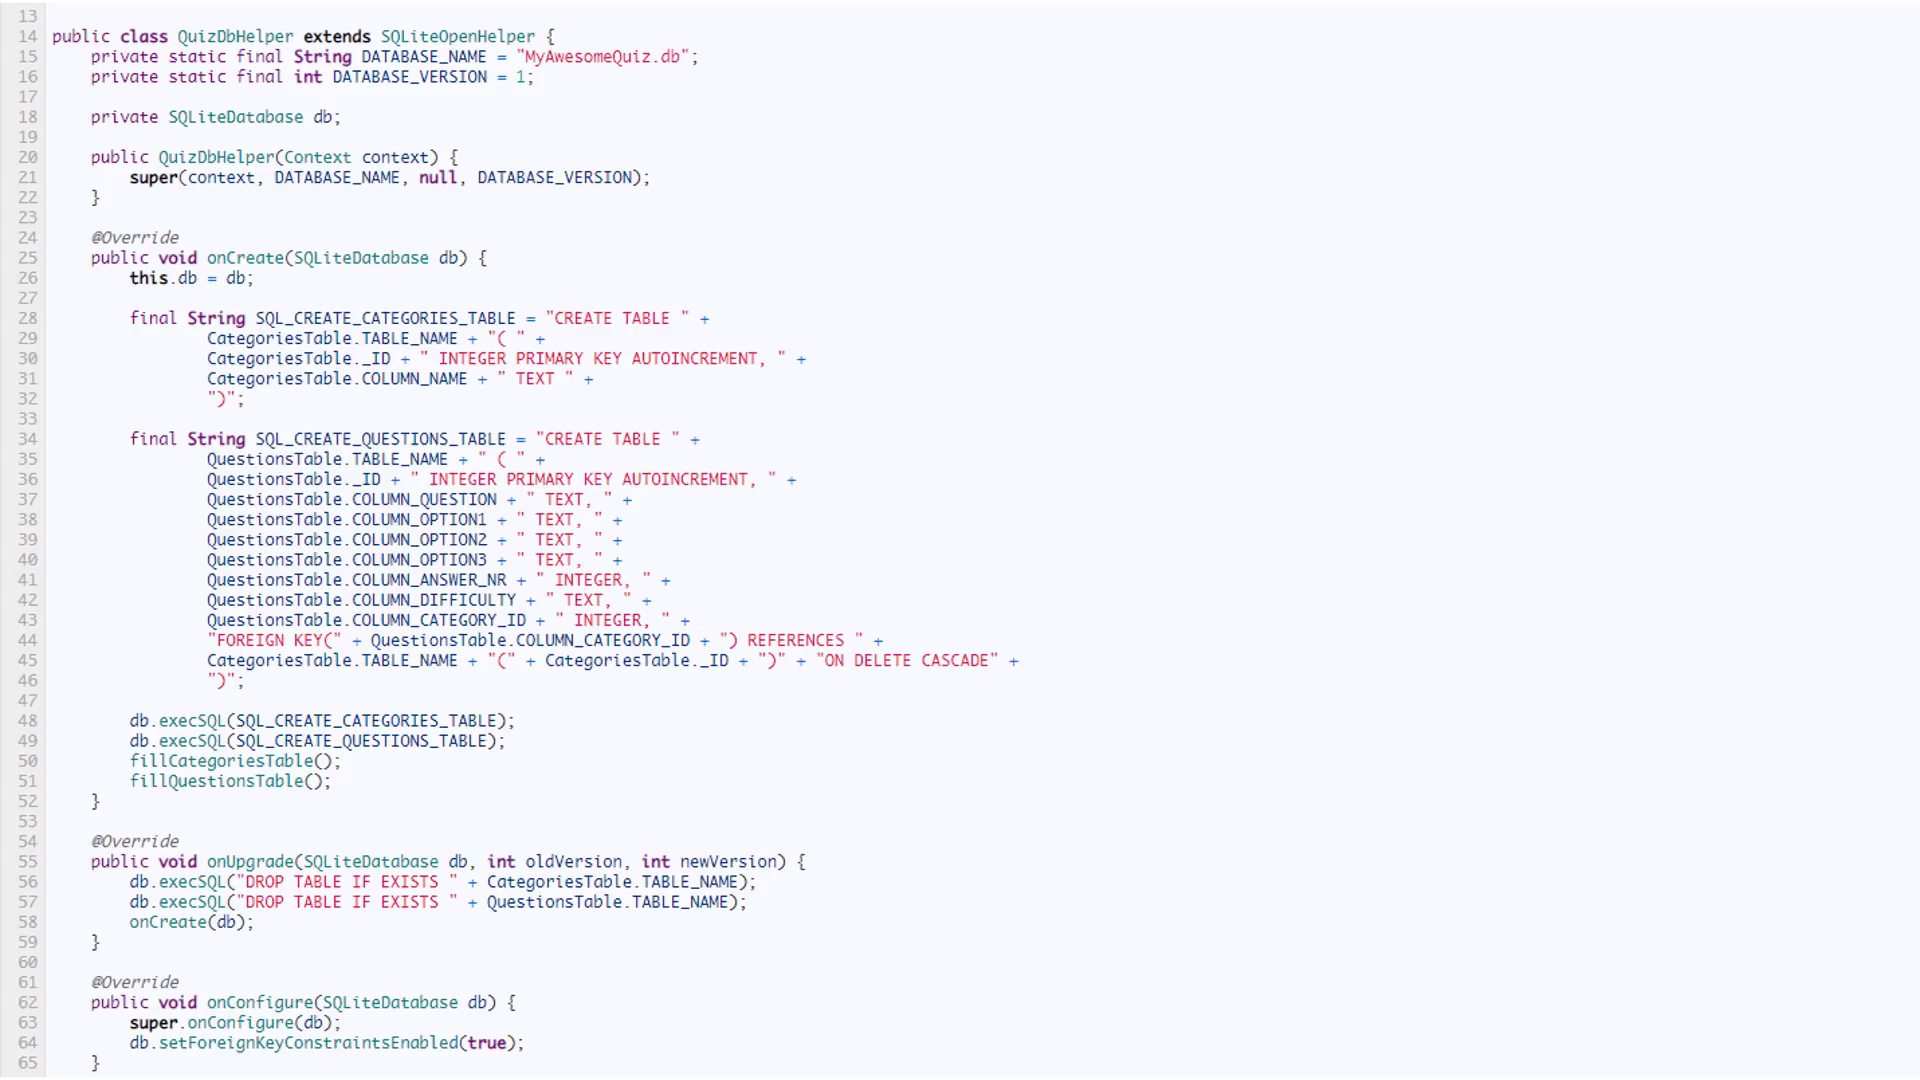 13
14 public class QuizDbHelper extends SQLiteOpenHelper {
15     private static final String DATABASE_NAME = "MyAwesomeQuiz.db";
16     private static final int DATABASE_VERSION = 1;
17
18     private SQLiteDatabase db;
19
20     public QuizDbHelper(Context context) {
21         super(context, DATABASE_NAME, null, DATABASE_VERSION);
22     }
23
24     @Override
25     public void onCreate(SQLiteDatabase db) {
26         this.db = db;
27
28         final String SQL_CREATE_CATEGORIES_TABLE = "CREATE TABLE " +
29                 CategoriesTable.TABLE_NAME + "( " +
30                 CategoriesTable._ID + " INTEGER PRIMARY KEY AUTOINCREMENT, " +
31                 CategoriesTable.COLUMN_NAME + " TEXT " +
32                 ")";
33
34         final String SQL_CREATE_QUESTIONS_TABLE = "CREATE TABLE " +
35                 QuestionsTable.TABLE_NAME + " ( " +
36                 QuestionsTable._ID + " INTEGER PRIMARY KEY AUTOINCREMENT, " +
37                 QuestionsTable.COLUMN_QUESTION + " TEXT, " +
38                 QuestionsTable.COLUMN_OPTION1 + " TEXT, " +
39                 QuestionsTable.COLUMN_OPTION2 + " TEXT, " +
40                 QuestionsTable.COLUMN_OPTION3 + " TEXT, " +
41                 QuestionsTable.COLUMN_ANSWER_NR + " INTEGER, " +
42                 QuestionsTable.COLUMN_DIFFICULTY + " TEXT, " +
43                 QuestionsTable.COLUMN_CATEGORY_ID + " INTEGER, " +
44                 "FOREIGN KEY(" + QuestionsTable.COLUMN_CATEGORY_ID + ") REFERENCES " +
45                 CategoriesTable.TABLE_NAME + "(" + CategoriesTable._ID + ")" + "ON DELETE CASCADE" +
46                 ")";
47
48         db.execSQL(SQL_CREATE_CATEGORIES_TABLE);
49         db.execSQL(SQL_CREATE_QUESTIONS_TABLE);
50         fillCategoriesTable();
51         fillQuestionsTable();
52     }
53
54     @Override
55     public void onUpgrade(SQLiteDatabase db, int oldVersion, int newVersion) {
56         db.execSQL("DROP TABLE IF EXISTS " + CategoriesTable.TABLE_NAME);
57         db.execSQL("DROP TABLE IF EXISTS " + QuestionsTable.TABLE_NAME);
58         onCreate(db);
59     }
60
61     @Override
62     public void onConfigure(SQLiteDatabase db) {
63         super.onConfigure(db);
64         db.setForeignKeyConstraintsEnabled(true);
65     }